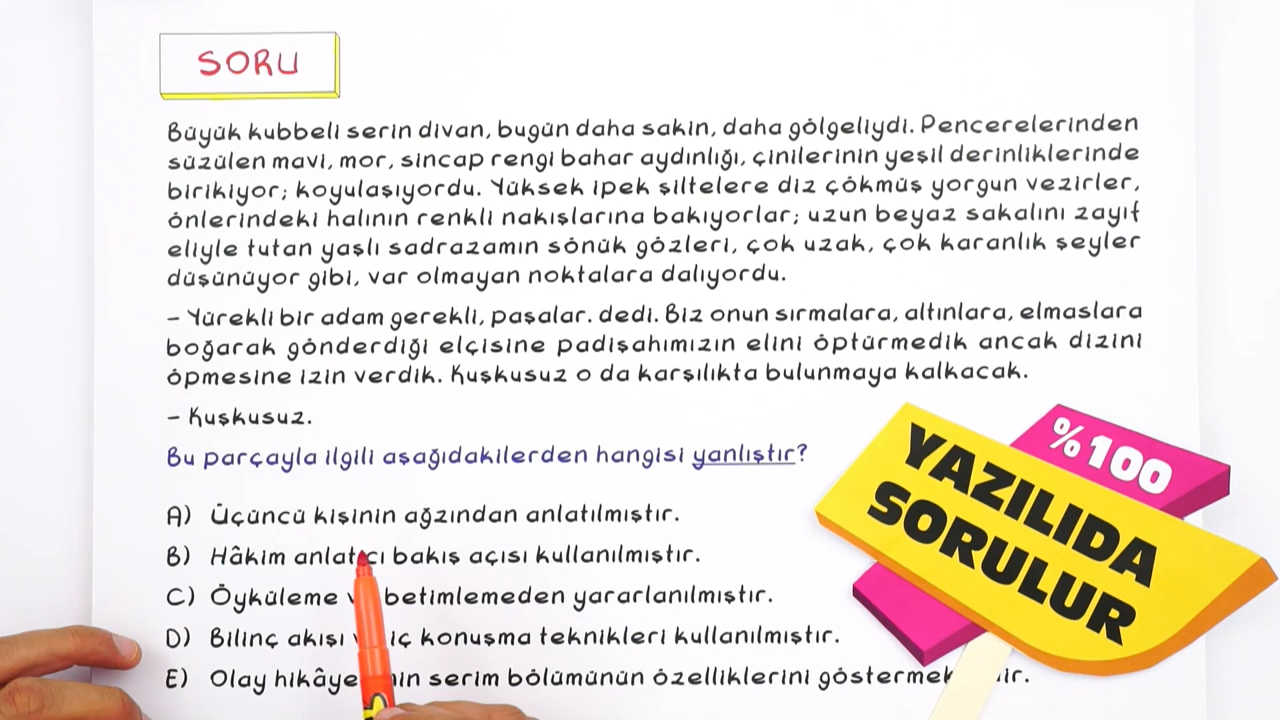 SORU
Büyük kubbeli serin divan, bugün daha sakin, daha gölgeliydi. Pencerelerinden
süzülen mavi, mor, sincap rengi bahar aydınlığı, çinilerinin yeşil derinliklerinde
birikiyor; koyulaşıyordu. Yüksek ipek şiltelere diz çökmüş yorgun vezirler,
önlerindeki halının renkli nakışlarına bakıyorlar; uzun beyaz sakalını zayıf
eliyle tutan yaşlı sadrazamın sönük gözleri, çok uzak, çok karanlık şeyler
düşünüyor gibi, var olmayan noktalara dalıyordu.
– Yürekli bir adam gerekli, paşalar. dedi. Biz onun sırmalara, altınlara, elmaslara
boğarak gönderdiği elçisine padişahımızın elini öptürmedik ancak dizini
öpmesine izin verdik. Kuşkusuz o da karşılıkta bulunmaya kalkacak.
– Kuşkusuz.
Bu parçayla ilgili aşağıdakilerden hangisi yanlıştır?
A) Üçüncü kişinin ağzından anlatılmıştır.
B) Hâkim anlatıcı bakış açısı kullanılmıştır.
C) Öyküleme betimlemeden yararlanılmıştır.
D) Bilinç akışı iç konuşma teknikleri kullanılmıştır.
E) Olay serim bölümünün özelliklerini
%100
YAZILIDA
SORULUR